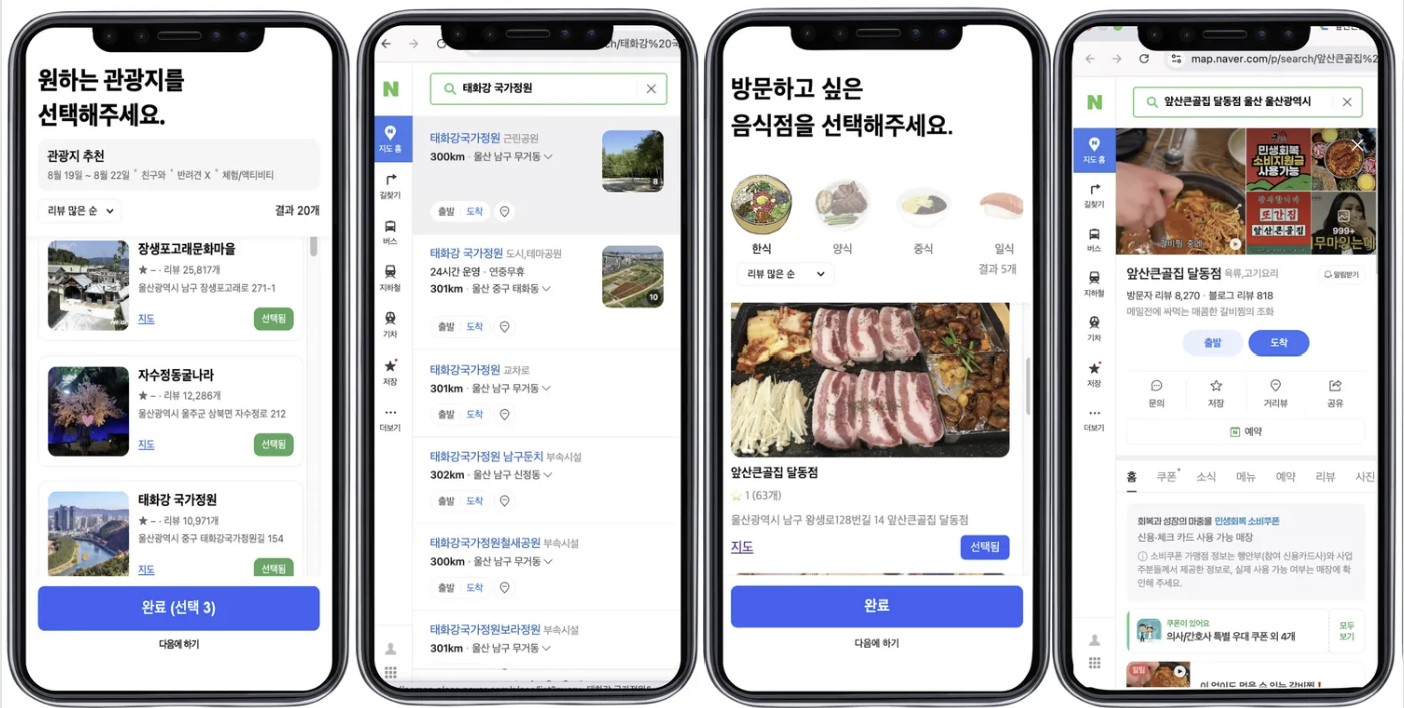 원하는 관광지를
선택해주세요.
관광지 추천
8월 19일 ~ 8월 22일 * 친구와 * 반려견 X * 체험/액티비티
리뷰 많은 순
결과 20개
장생포고래문화마을
★ – · 리뷰 25,817개
울산광역시 남구 장생포고래로 271-1
지도
선택됨
자수정동굴나라
★ – · 리뷰 12,286개
울산광역시 울주군 상북면 자수정로 212
지도
선택됨
태화강 국가정원
★ – · 리뷰 10,971개
울산광역시 중구 태화강국가정원길 154
지도
선택됨
완료 (선택 3)
다음에 하기
ch/태화강%20국
N
태화강 국가정원
지도 홈
길찾기
버스
지하철
기차
저장
더보기
태화강국가정원 근린공원
300km · 울산 남구 무거동
8
출발 도착
태화강 국가정원 도시,테마공원
24시간 운영 · 연중무휴
301km · 울산 중구 태화동
10
출발 도착
태화강국가정원 교차로
301km · 울산 남구 무거동
출발 도착
태화강국가정원 남구둔치 부속시설
302km · 울산 남구 신정동
출발 도착
태화강국가정원철새공원 부속시설
300km · 울산 남구 무거동
출발 도착
태화강국가정원보라정원 부속시설
301km · 울산 남구 무거동
방문하고 싶은
음식점을 선택해주세요.
한식
양식
중식
일식
리뷰 많은 순
결과 5개
앞산큰골집 달동점
1 (63개)
울산광역시 남구 왕생로128번길 14 앞산큰골집 달동점
지도
선택됨
완료
다음에 하기
map.naver.com/p/search/앞산큰골집%2
N
앞산큰골집 달동점 울산 울산광역시
지도 홈
길찾기
버스
지하철
기차
저장
더보기
민생회복
소비지원금
사용가능
갈비찜 중에
또간집
앞산큰골집
999+
앞산큰골집 달동점 육류,고기요리
알림받기
방문자 리뷰 8,270 · 블로그 리뷰 818
메밀전에 싸먹는 매콤한 갈비찜의 조화
출발
도착
문의
저장
거리뷰
공유
예약
홈 쿠폰 소식 메뉴 예약 리뷰 사진
회복과 성장의 마중물 민생회복 소비쿠폰
신용·체크 카드 사용 가능 매장
소비쿠폰 가맹점 정보는 행안부(참여 신용카드사)와 사업
주분들께서 제공한 정보로, 실제 사용 가능 여부는 매장에 확
인해 주세요.
쿠폰이 있어요
의사/간호사 특별 우대 쿠폰 외 4개
모두
보기
알림
이 없이도 먹을 수 있는 갈비찜!